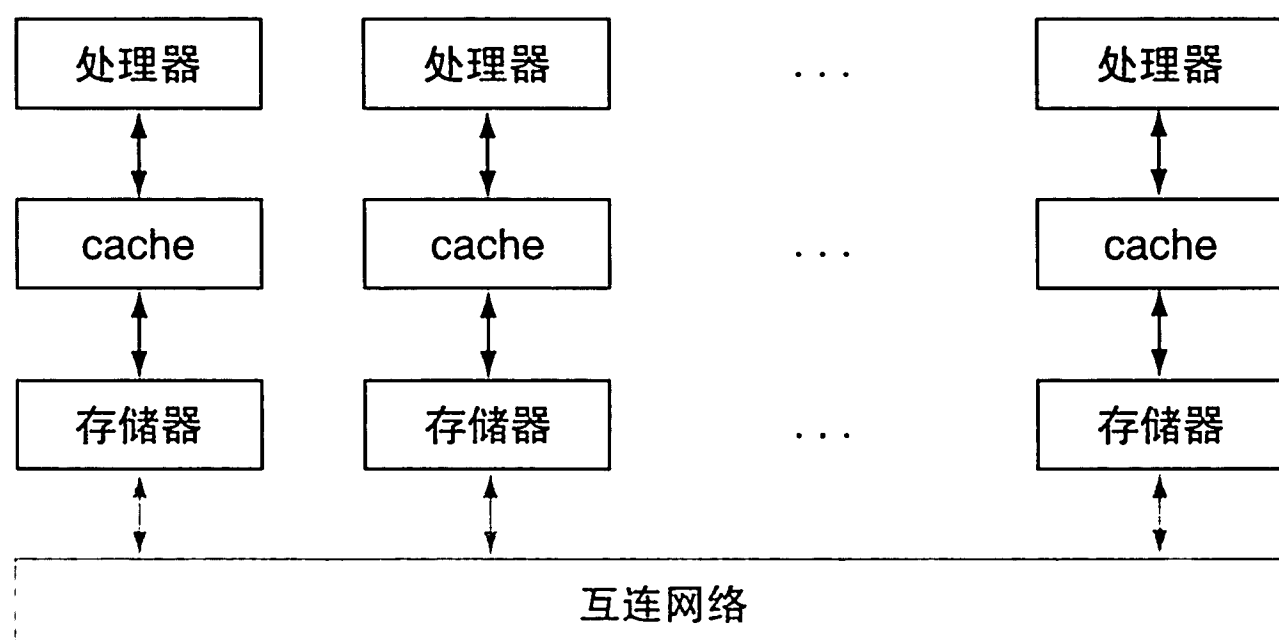 处理器 处理器 ... 处理器
cache cache ... cache
存储器 存储器 ... 存储器
互连网络